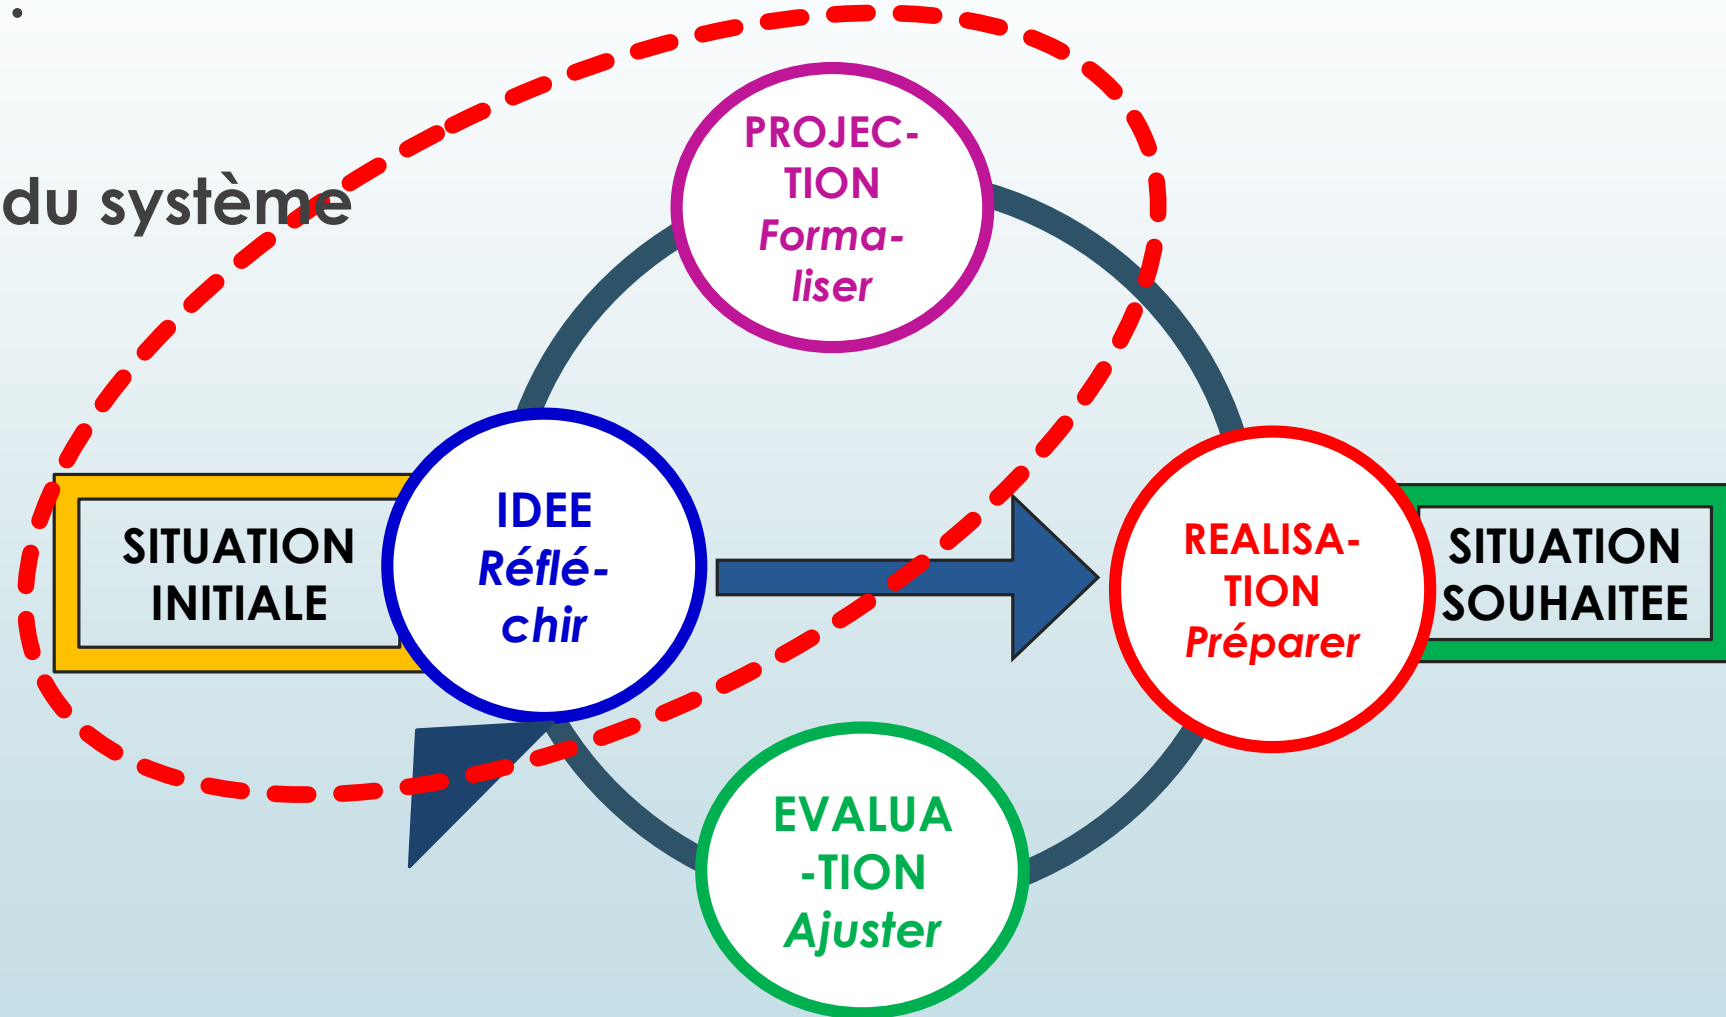 .
du système
PROJEC-
TION
Forma-
liser
SITUATION
INITIALE
IDEE
Réflé-
chir
REALISA-
TION
Préparer
SITUATION
SOUHAITEE
EVALUA
-TION
Ajuster